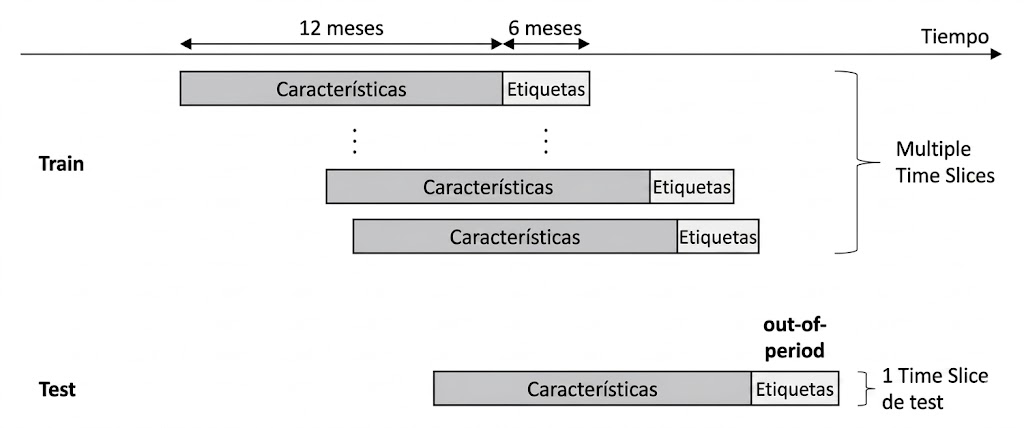 12 meses
6 meses
Tiempo
Características
Etiquetas
Train
Características
Etiquetas
Características
Etiquetas
Multiple
Time Slices
out-of-
period
Test
Características
Etiquetas
1 Time Slice
de test